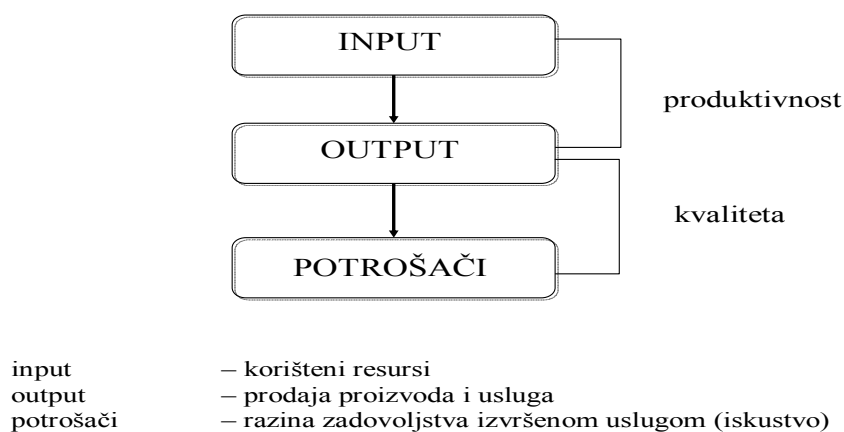 INPUT
produktivnost
OUTPUT
kvaliteta
POTROŠAČI
input – korišteni resursi
output – prodaja proizvoda i usluga
potrošači – razina zadovoljstva izvršenom uslugom (iskustvo)